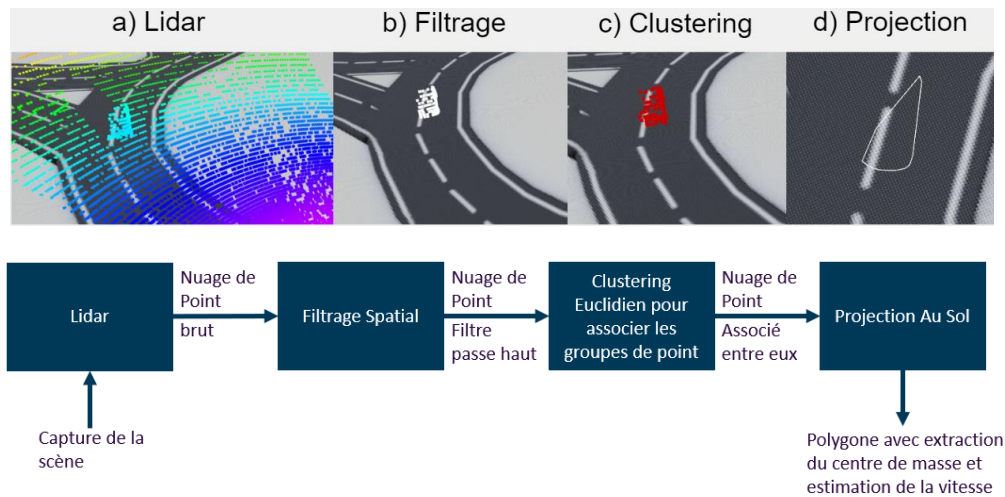 a) Lidar
b) Filtrage
c) Clustering
d) Projection
Lidar
Nuage de
Point
brut
Filtrage Spatial
Nuage de
Point
Filtre
passe haut
Clustering
Euclidien pour
associer les
groupes de point
Nuage de
Point
Associé
entre eux
Projection Au Sol
Capture de la
scène
Polygone avec extraction
du centre de masse et
estimation de la vitesse